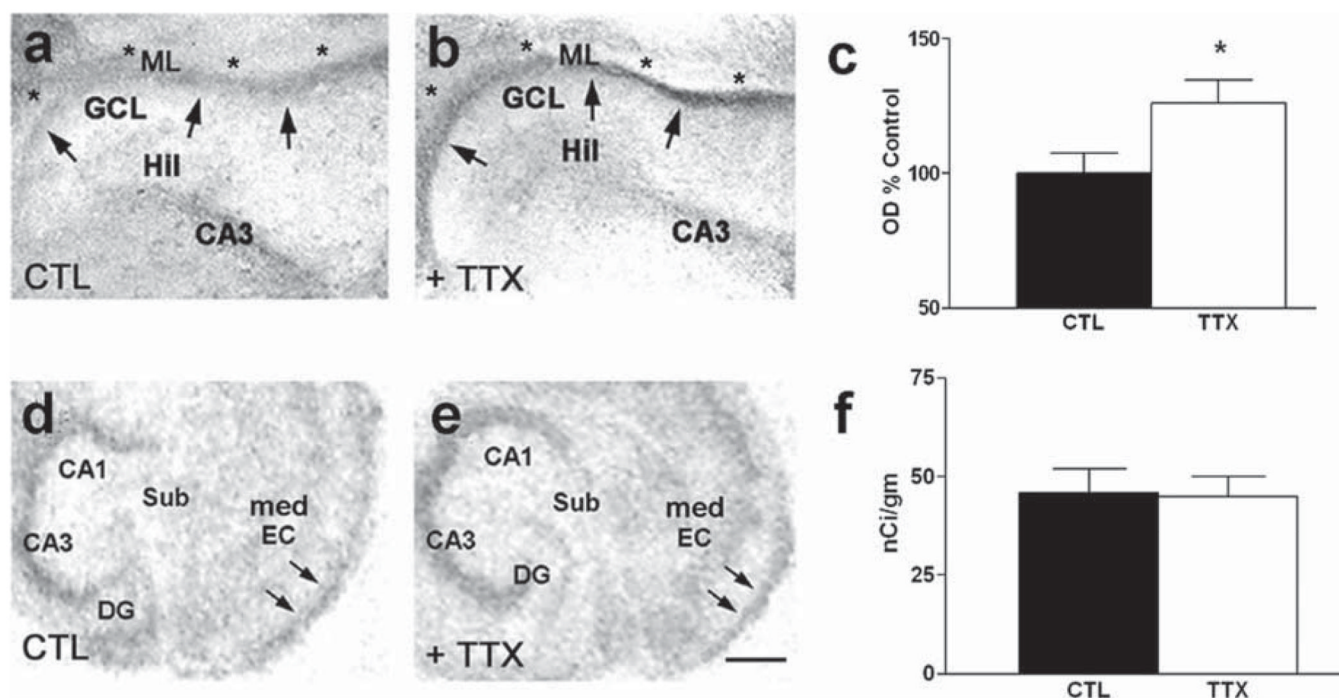 a
* * * *
ML
GCL
Hil
CA3
CTL
b
* * * *
ML
GCL
Hil
CA3
+ TTX
c
150
100
50
OD % Control
*
CTL TTX
d
CA1
Sub
med
EC
CA3
DG
CTL
e
CA1
Sub
med
EC
CA3
DG
+ TTX
f
75
50
25
0
nCi/gm
CTL TTX